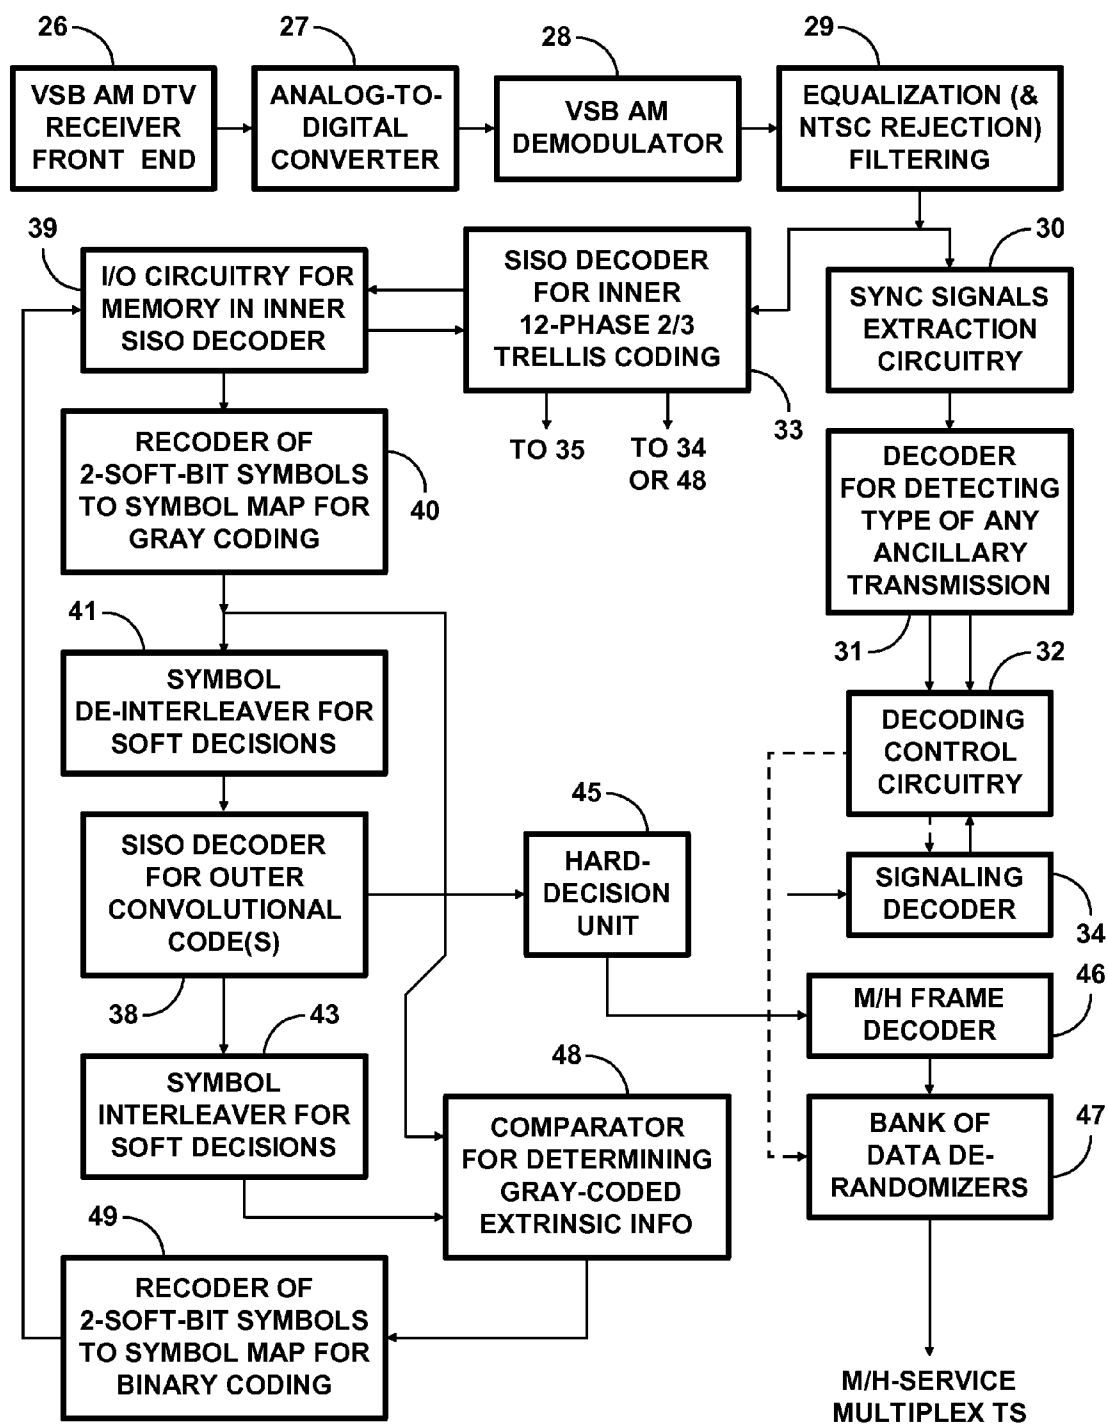 26
27
28
29
VSB AM DTV
RECEIVER
FRONT END
ANALOG-TO-
DIGITAL
CONVERTER
VSB AM
DEMODULATOR
EQUALIZATION (&
NTSC REJECTION)
FILTERING
39
I/O CIRCUITRY FOR
MEMORY IN INNER
SISO DECODER
SISO DECODER
FOR INNER
12-PHASE 2/3
TRELLIS CODING
33
30
SYNC SIGNALS
EXTRACTION
CIRCUITRY
TO 35
TO 34
OR 48
RECODER OF
2-SOFT-BIT SYMBOLS
TO SYMBOL MAP FOR
GRAY CODING
40
DECODER
FOR DETECTING
TYPE OF ANY
ANCILLARY
TRANSMISSION
31
32
41
SYMBOL
DE-INTERLEAVER FOR
SOFT DECISIONS
DECODING
CONTROL
CIRCUITRY
SISO DECODER
FOR OUTER
CONVOLUTIONAL
CODE(S)
38
45
HARD-
DECISION
UNIT
SIGNALING
DECODER
34
43
SYMBOL
INTERLEAVER FOR
SOFT DECISIONS
46
M/H FRAME
DECODER
48
COMPARATOR
FOR DETERMINING
GRAY-CODED
EXTRINSIC INFO
47
BANK OF
DATA DE-
RANDOMIZERS
49
RECODER OF
2-SOFT-BIT SYMBOLS
TO SYMBOL MAP FOR
BINARY CODING
M/H-SERVICE
MULTIPLEX TS